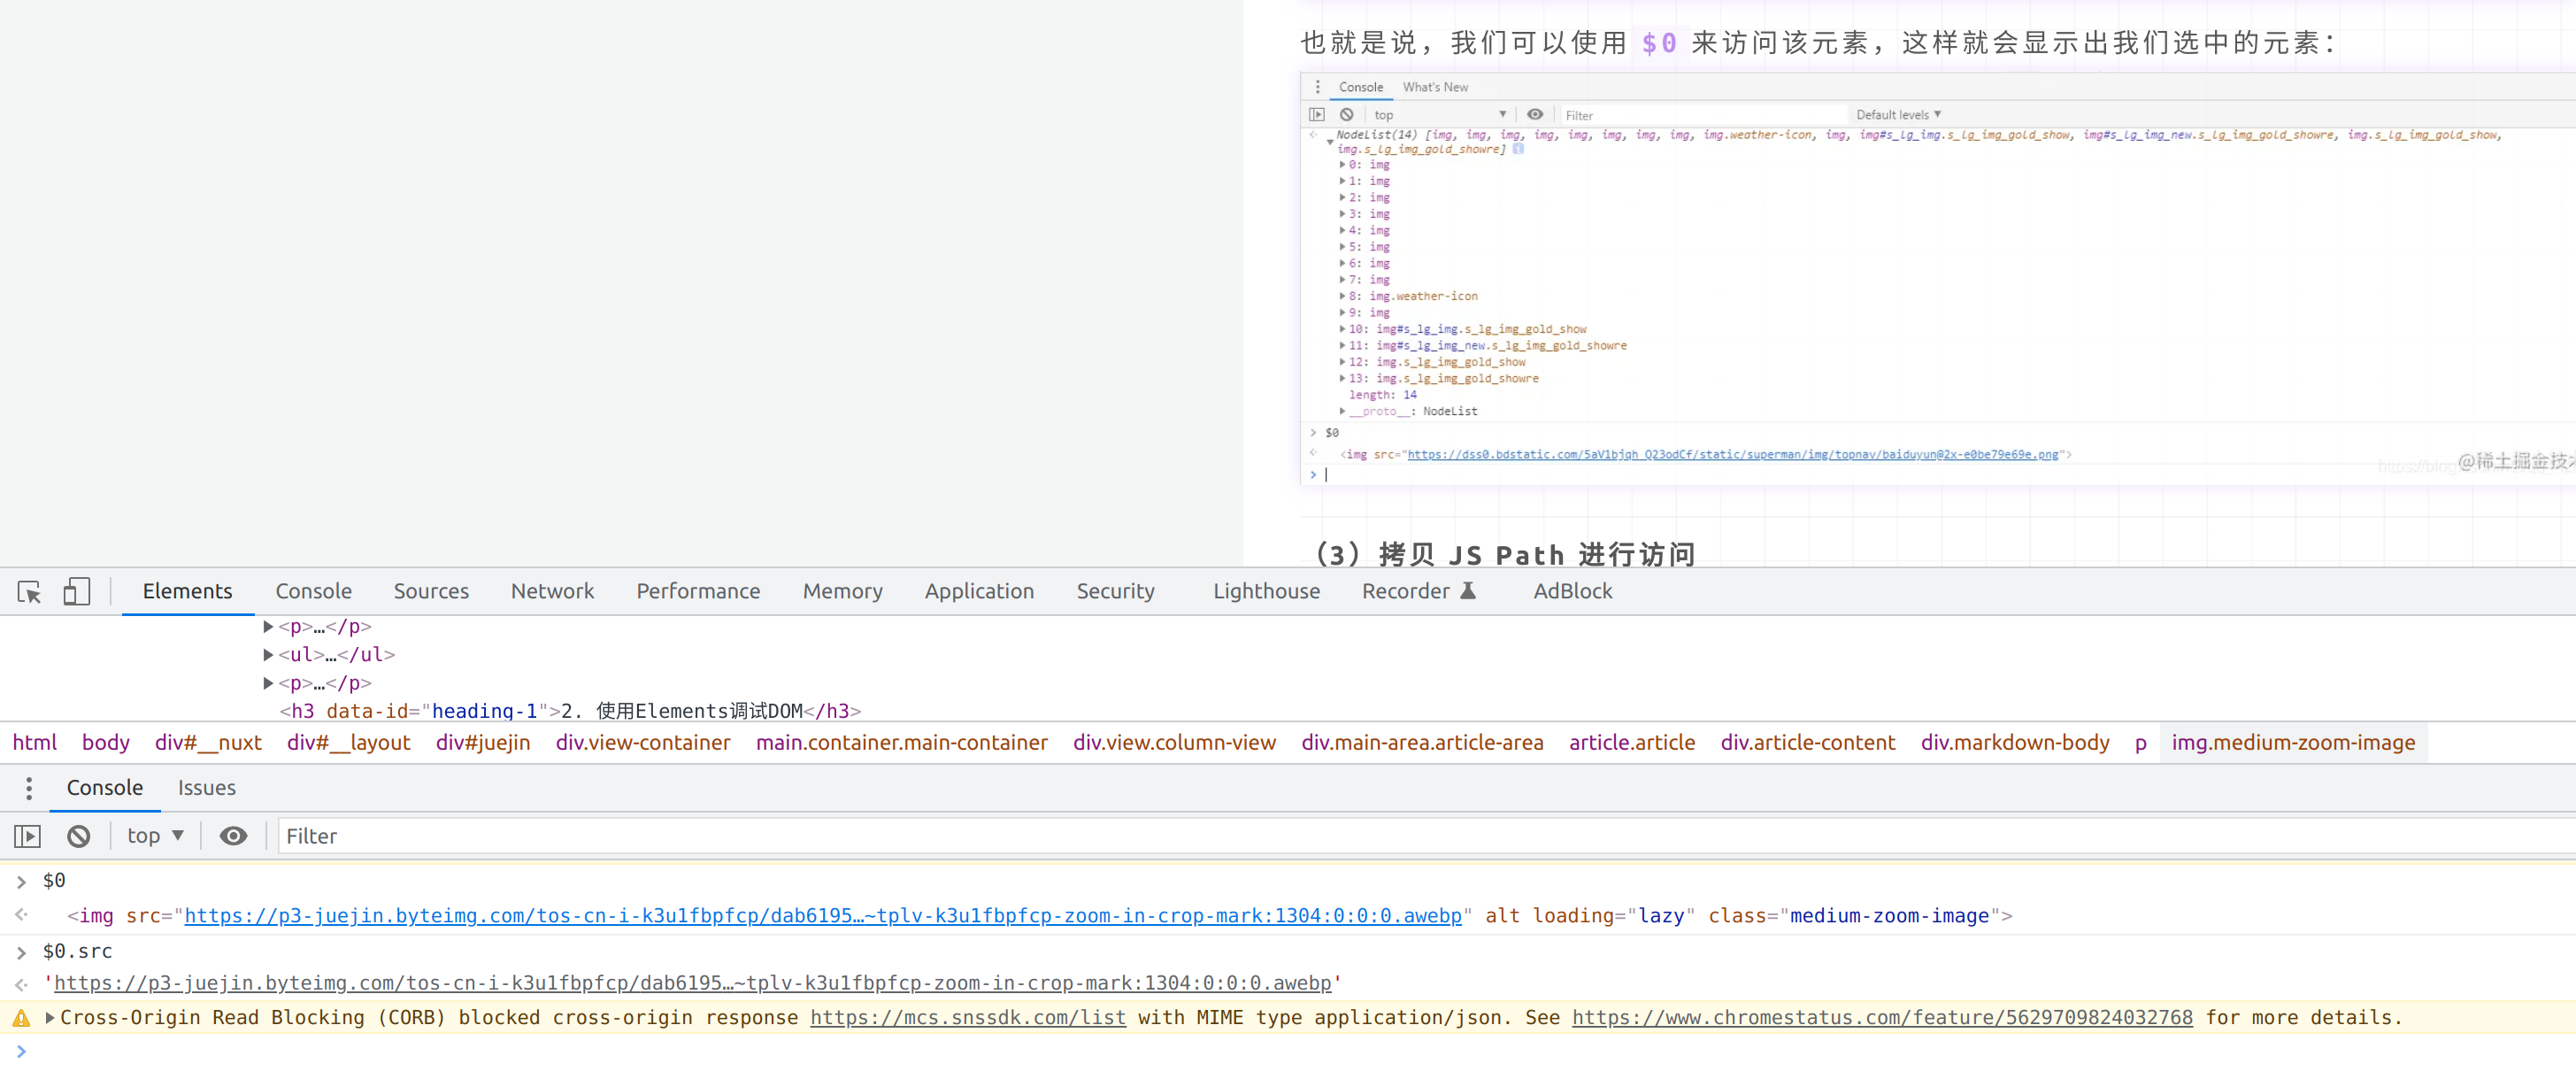 也就是说，我们可以使用 $0 来访问该元素，这样就会显示出我们选中的元素：
Console What's New
top Filter Default levels
NodeList(14) [img, img, img, img, img, img, img, img, img.weather-icon, img, img#s_lg_img.s_lg_img_gold_show, img#s_lg_img_new.s_lg_img_gold_showre, img.s_lg_img_gold_show,
img.s_lg_img_gold_showre]
0: img
1: img
2: img
3: img
4: img
5: img
6: img
7: img
8: img.weather-icon
9: img
10: img#s_lg_img.s_lg_img_gold_show
11: img#s_lg_img_new.s_lg_img_gold_showre
12: img.s_lg_img_gold_show
13: img.s_lg_img_gold_showre
length: 14
__proto__: NodeList
$0
<img src="https://dss0.bdstatic.com/5aV1bjqh_Q23odCf/static/superman/img/topnav/baiduyun@2x-e0be79e69e.png">
https://blog @稀土掘金技
（3）拷贝 JS Path 进行访问
Elements Console Sources Network Performance Memory Application Security Lighthouse Recorder AdBlock
<p>…</p>
<ul>…</ul>
<p>…</p>
<h3 data-id="heading-1">2. 使用Elements调试DOM</h3>
html body div#__nuxt div#__layout div#juejin div.view-container main.container.main-container div.view.column-view div.main-area.article-area article.article div.article-content div.markdown-body p img.medium-zoom-image
Console Issues
top Filter
$0
<img src="https://p3-juejin.byteimg.com/tos-cn-i-k3u1fbpfcp/dab6195…~tplv-k3u1fbpfcp-zoom-in-crop-mark:1304:0:0:0.awebp" alt loading="lazy" class="medium-zoom-image">
$0.src
'https://p3-juejin.byteimg.com/tos-cn-i-k3u1fbpfcp/dab6195…~tplv-k3u1fbpfcp-zoom-in-crop-mark:1304:0:0:0.awebp'
Cross-Origin Read Blocking (CORB) blocked cross-origin response https://mcs.snssdk.com/list with MIME type application/json. See https://www.chromestatus.com/feature/5629709824032768 for more details.